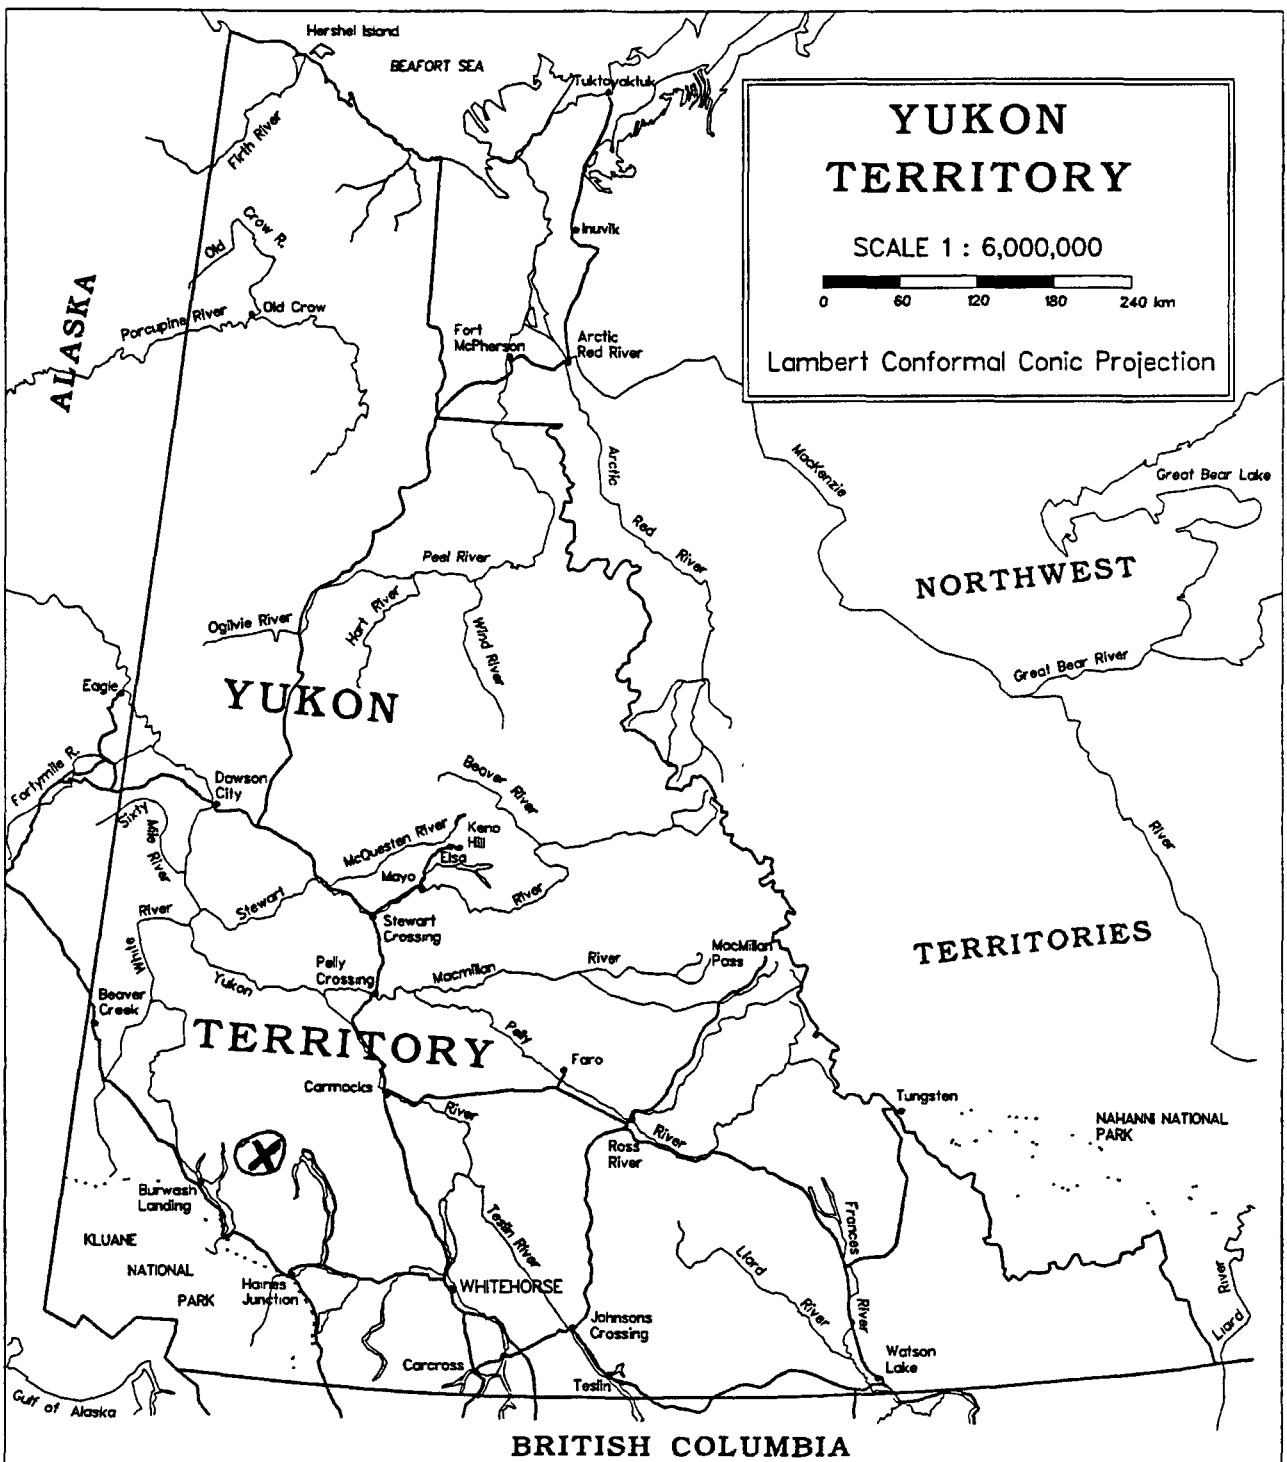 Hershel Island
BEAFORT SEA
Tuktoyaktuk
YUKON
TERRITORY
SCALE 1 : 6,000,000
0 60 120 180 240 km
Lambert Conformal Conic Projection
Firth River
Old Crow R.
Inuvik
ALASKA
Porcupine River
Old Crow
Fort
McPherson
Arctic
Red River
Arctic Red River
MacKenzie
Great Bear Lake
NORTHWEST
Peel River
Ogilvie River
Hart River
Wind River
Great Bear River
Eagle
YUKON
Fortymile R.
Dawson
City
Beaver River
Sixty Mile River
McQuesten River
Keno
Hill
Elsa
Mayo
River
River
Stewart
River
Stewart
Crossing
White
TERRITORIES
MacMillan
Pass
Pelly
Crossing
Macmillan River
Yukon
Beaver
Creek
TERRITORY
Pelly
Faro
Carmacks
River
River
Ross
River
Tungsten
NAHANNI NATIONAL
PARK
X
Burwash
Landing
KLUANE
NATIONAL
PARK
Haines
Junction
WHITEHORSE
Teslin River
Liard River
Frances River
Liard River
Johnsons
Crossing
Carcross
Teslin
Watson
Lake
Gulf of Alaska
BRITISH COLUMBIA